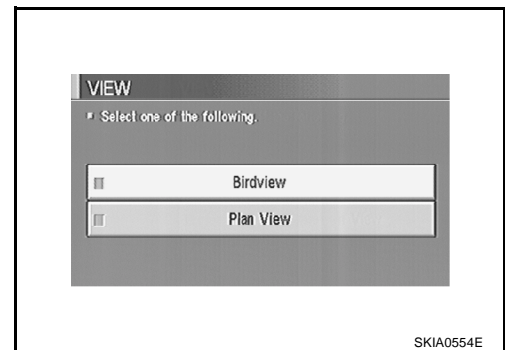 VIEW
Select one of the following.
Birdview
Plan View
SKIA0554E